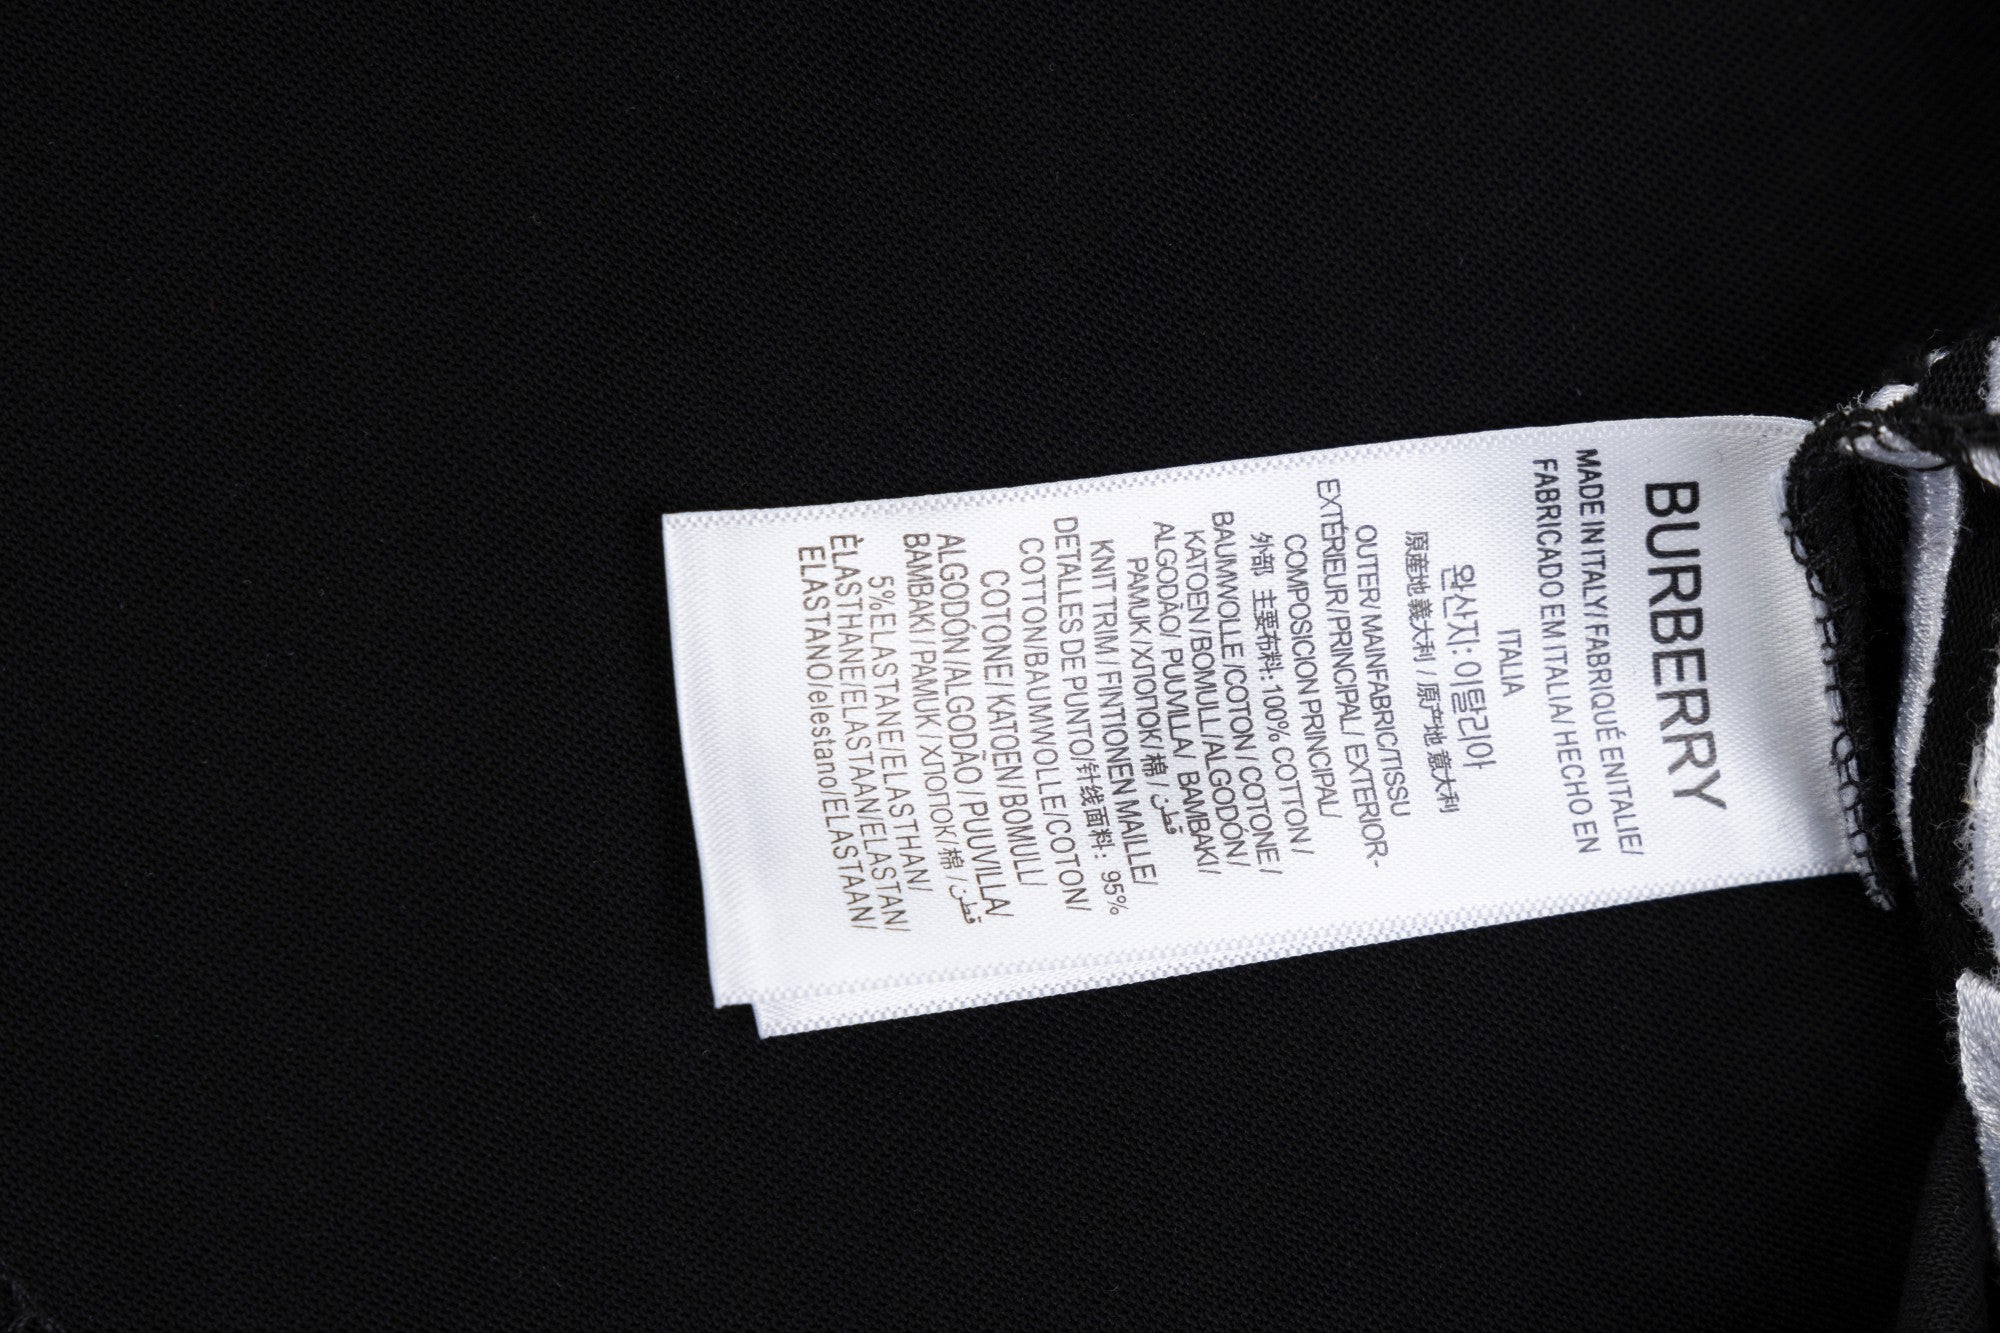 BURBERRY
MADE IN ITALY/FABRIQUÉ ENITALIE/
FABRICADO EM ITALIA/ HECHO EN
ITALIA
원산지: 이탈리아
原產地 義大利 / 原产地 意大利
OUTER/ MAINFABRIC/TISSU
EXTÉRIEUR/PRINCIPAL/ EXTERIOR-
COMPOSICION PRINCIPAL/
外部 主要布料: 100% COTTON /
BAUMWOLLE /COTON / COTONE /
KATOEN /BOMULL /ALGODÓN/
ALGODÃO/ PUUVILLA/ BAMBAKI/
PAMUK /ΧΠΟΠΟΚ/ 棉 / قطن
KNIT TRIM / FINTIONEN MAILLE/
DETALLES DE PUNTO/针线面料: 95%
COTTON/BAUMWOLLE/COTON/
COTONE/ KATOEN/BOMULL/
ALGODÓN /ALGODÃO / PUUVILLA/
BAMBAKI / PAMUK / ΧΠΟΠΟΚ/ 棉 / قطن
5%ELASTANE/ELASTHAN/
ÈLASTHANE/ELASTAAN/ELASTAN/
ELASTANO/elestano/ELASTAAN/